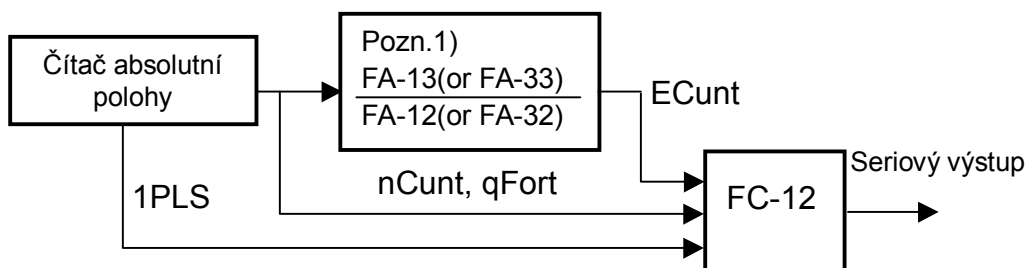 Čítač absolutní
polohy
Pozn.1)
FA-13(or FA-33)
FA-12(or FA-32)
ECunt
1PLS
nCunt, qFort
FC-12
Seriový výstup